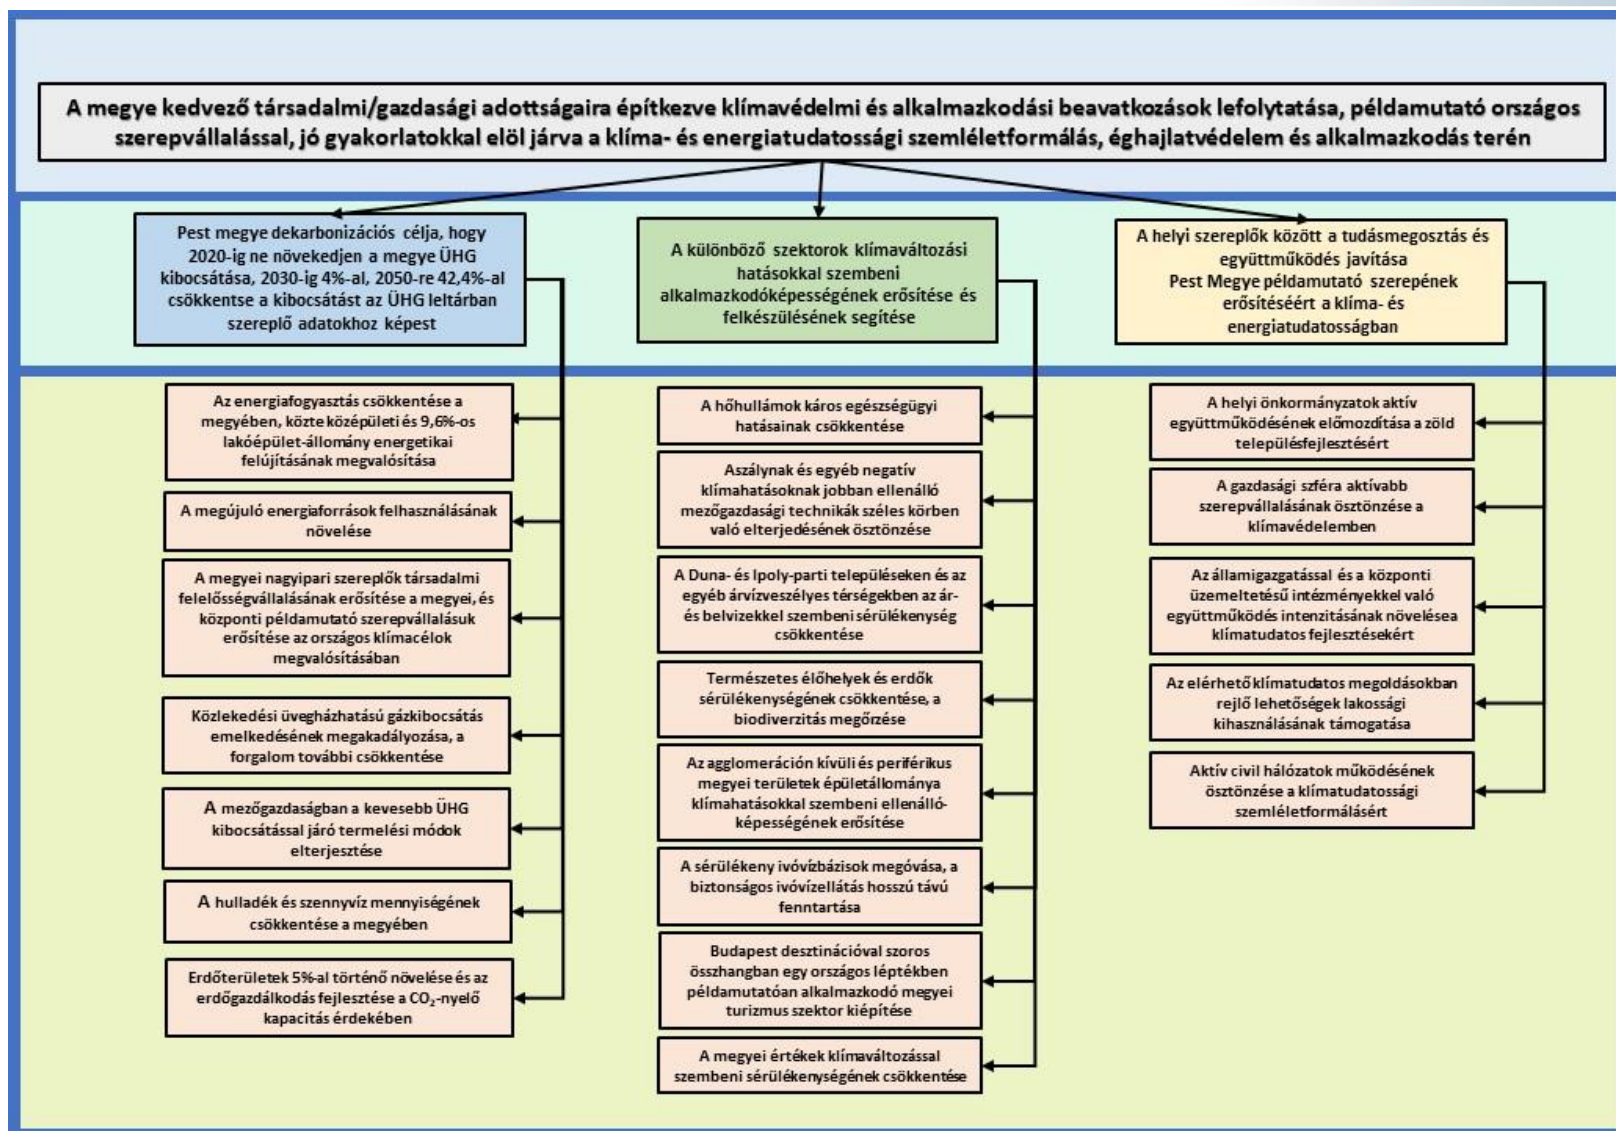 A megye kedvező társadalmi/gazdasági adottságaira építkezve klímavédelmi és alkalmazkodási beavatkozások lefolytatása, példamutató országos
szerepvállalással, jó gyakorlatokkal elöl járva a klíma- és energiatudatossági szemléletformálás, éghajlatvédelem és alkalmazkodás terén
Pest megye dekarbonizációs célja, hogy
2020-ig ne növekedjen a megye ÜHG
kibocsátása, 2030-ig 4%-al, 2050-re 42,4%-al
csökkentse a kibocsátást az ÜHG leltárban
szereplő adatokhoz képest
A különböző szektorok klímaváltozási
hatásokkal szembeni
alkalmazkodóképességének erősítése és
felkészülésének segítése
A helyi szereplők között a tudásmegosztás és
együttműködés javítása
Pest Megye példamutató szerepének
erősítéséért a klíma- és
energiatudatosságban
Az energiafogyasztás csökkentése a
megyében, közte középületi és 9,6%-os
lakóépület-állomány energetikai
felújításának megvalósítása
A megújuló energiaforrások felhasználásának
növelése
A megyei nagyipari szereplők társadalmi
felelősségvállalásának erősítése a megyei, és
központi példamutató szerepvállalásuk
erősítése az országos klímacélok
megvalósításában
Közlekedési üvegházhatású gázkibocsátás
emelkedésének megakadályozása, a
forgalom további csökkentése
A mezőgazdaságban a kevesebb ÜHG
kibocsátással járó termelési módok
elterjesztése
A hulladék és szennyvíz mennyiségének
csökkentése a megyében
Erdőterületek 5%-al történő növelése és az
erdőgazdálkodás fejlesztése a CO₂-nyelő
kapacitás érdekében
A hőhullámok káros egészségügyi
hatásainak csökkentése
Aszálynak és egyéb negatív
klímahatásoknak jobban ellenálló
mezőgazdasági technikák széles körben
való elterjedésének ösztönzése
A Duna- és Ipoly-parti településeken és az
egyéb árvízveszélyes térségekben az ár-
és belvizekkel szembeni sérülékenység
csökkentése
Természetes élőhelyek és erdők
sérülékenységének csökkentése, a
biodiverzitás megőrzése
Az agglomeráción kívüli és periférikus
megyei területek épületállománya
klímahatásokkal szembeni ellenálló-
képességének erősítése
A sérülékeny ivóvízbázisok megóvása, a
biztonságos ivóvízellátás hosszú távú
fenntartása
Budapest desztinációval szoros
összhangban egy országos léptékben
példamutatóan alkalmazkodó megyei
turizmus szektor kiépítése
A megyei értékek klímaváltozással
szembeni sérülékenységének csökkentése
A helyi önkormányzatok aktív
együttműködésének előmozdítása a zöld
településfejlesztésért
A gazdasági szféra aktívabb
szerepvállalásának ösztönzése a
klímavédelemben
Az államigazgatással és a központi
üzemeltetésű intézményekkel való
együttműködés intenzitásának növelésea
klímatudatos fejlesztésekért
Az elérhető klímatudatos megoldásokban
rejlő lehetőségek lakossági
kihasználásának támogatása
Aktív civil hálózatok működésének
ösztönzése a klímatudatossági
szemléletformálásért